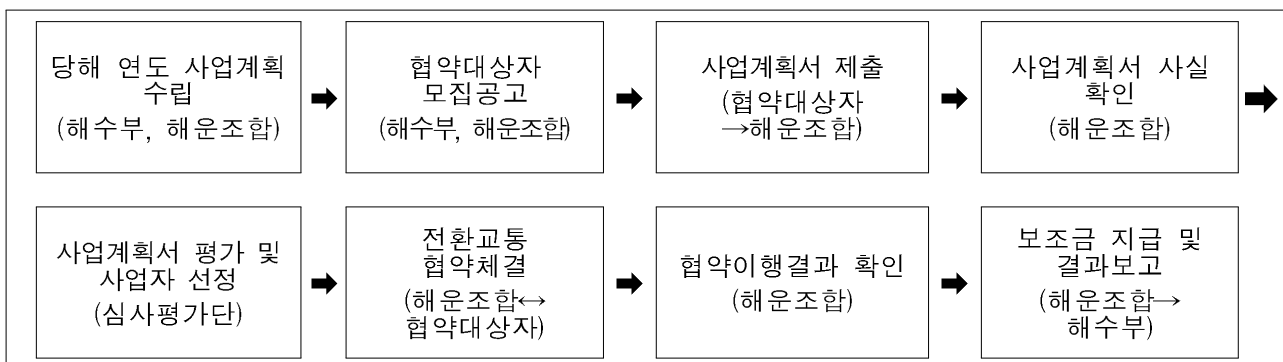 당해 연도 사업계획
수립
(해수부, 해운조합)
협약대상자
모집공고
(해수부, 해운조합)
사업계획서 제출
(협약대상자
→해운조합)
사업계획서 사실
확인
(해운조합)
사업계획서 평가 및
사업자 선정
(심사평가단)
전환교통
협약체결
(해운조합↔
협약대상자)
협약이행결과 확인
(해운조합)
보조금 지급 및
결과보고
(해운조합→
해수부)